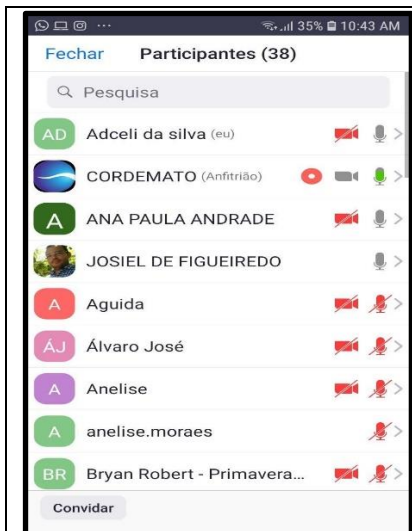 35% 10:43 AM
Fechar Participantes (38)
Pesquisa
AD Adceli da silva (eu)
CORDEMATO (Anfitrião)
A ANA PAULA ANDRADE
JOSIEL DE FIGUEIREDO
A Aguida
ÁJ Álvaro José
A Anelise
A anelise.moraes
BR Bryan Robert - Primavera...
Convidar